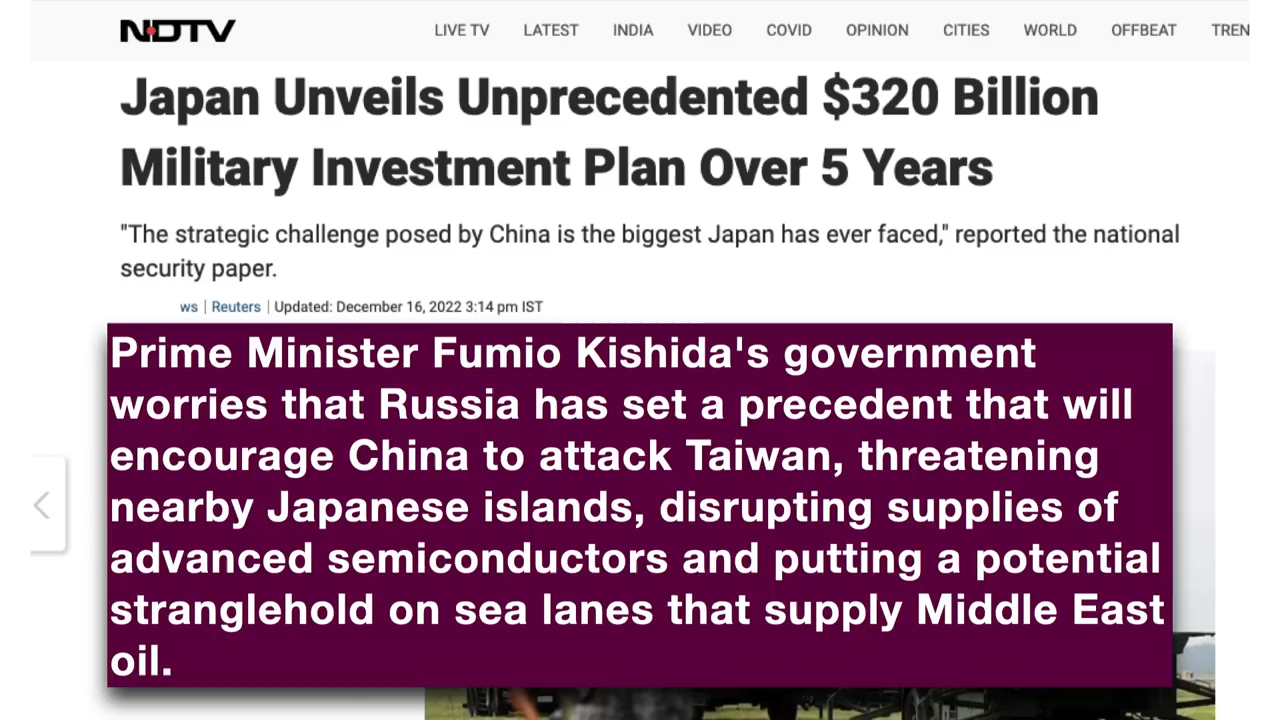 NDTV
LIVE TV LATEST INDIA VIDEO COVID OPINION CITIES WORLD OFFBEAT TREN
Japan Unveils Unprecedented $320 Billion
Military Investment Plan Over 5 Years
"The strategic challenge posed by China is the biggest Japan has ever faced," reported the national
security paper.
ws | Reuters | Updated: December 16, 2022 3:14 pm IST
Prime Minister Fumio Kishida's government
worries that Russia has set a precedent that will
encourage China to attack Taiwan, threatening
nearby Japanese islands, disrupting supplies of
advanced semiconductors and putting a potential
stranglehold on sea lanes that supply Middle East
oil.